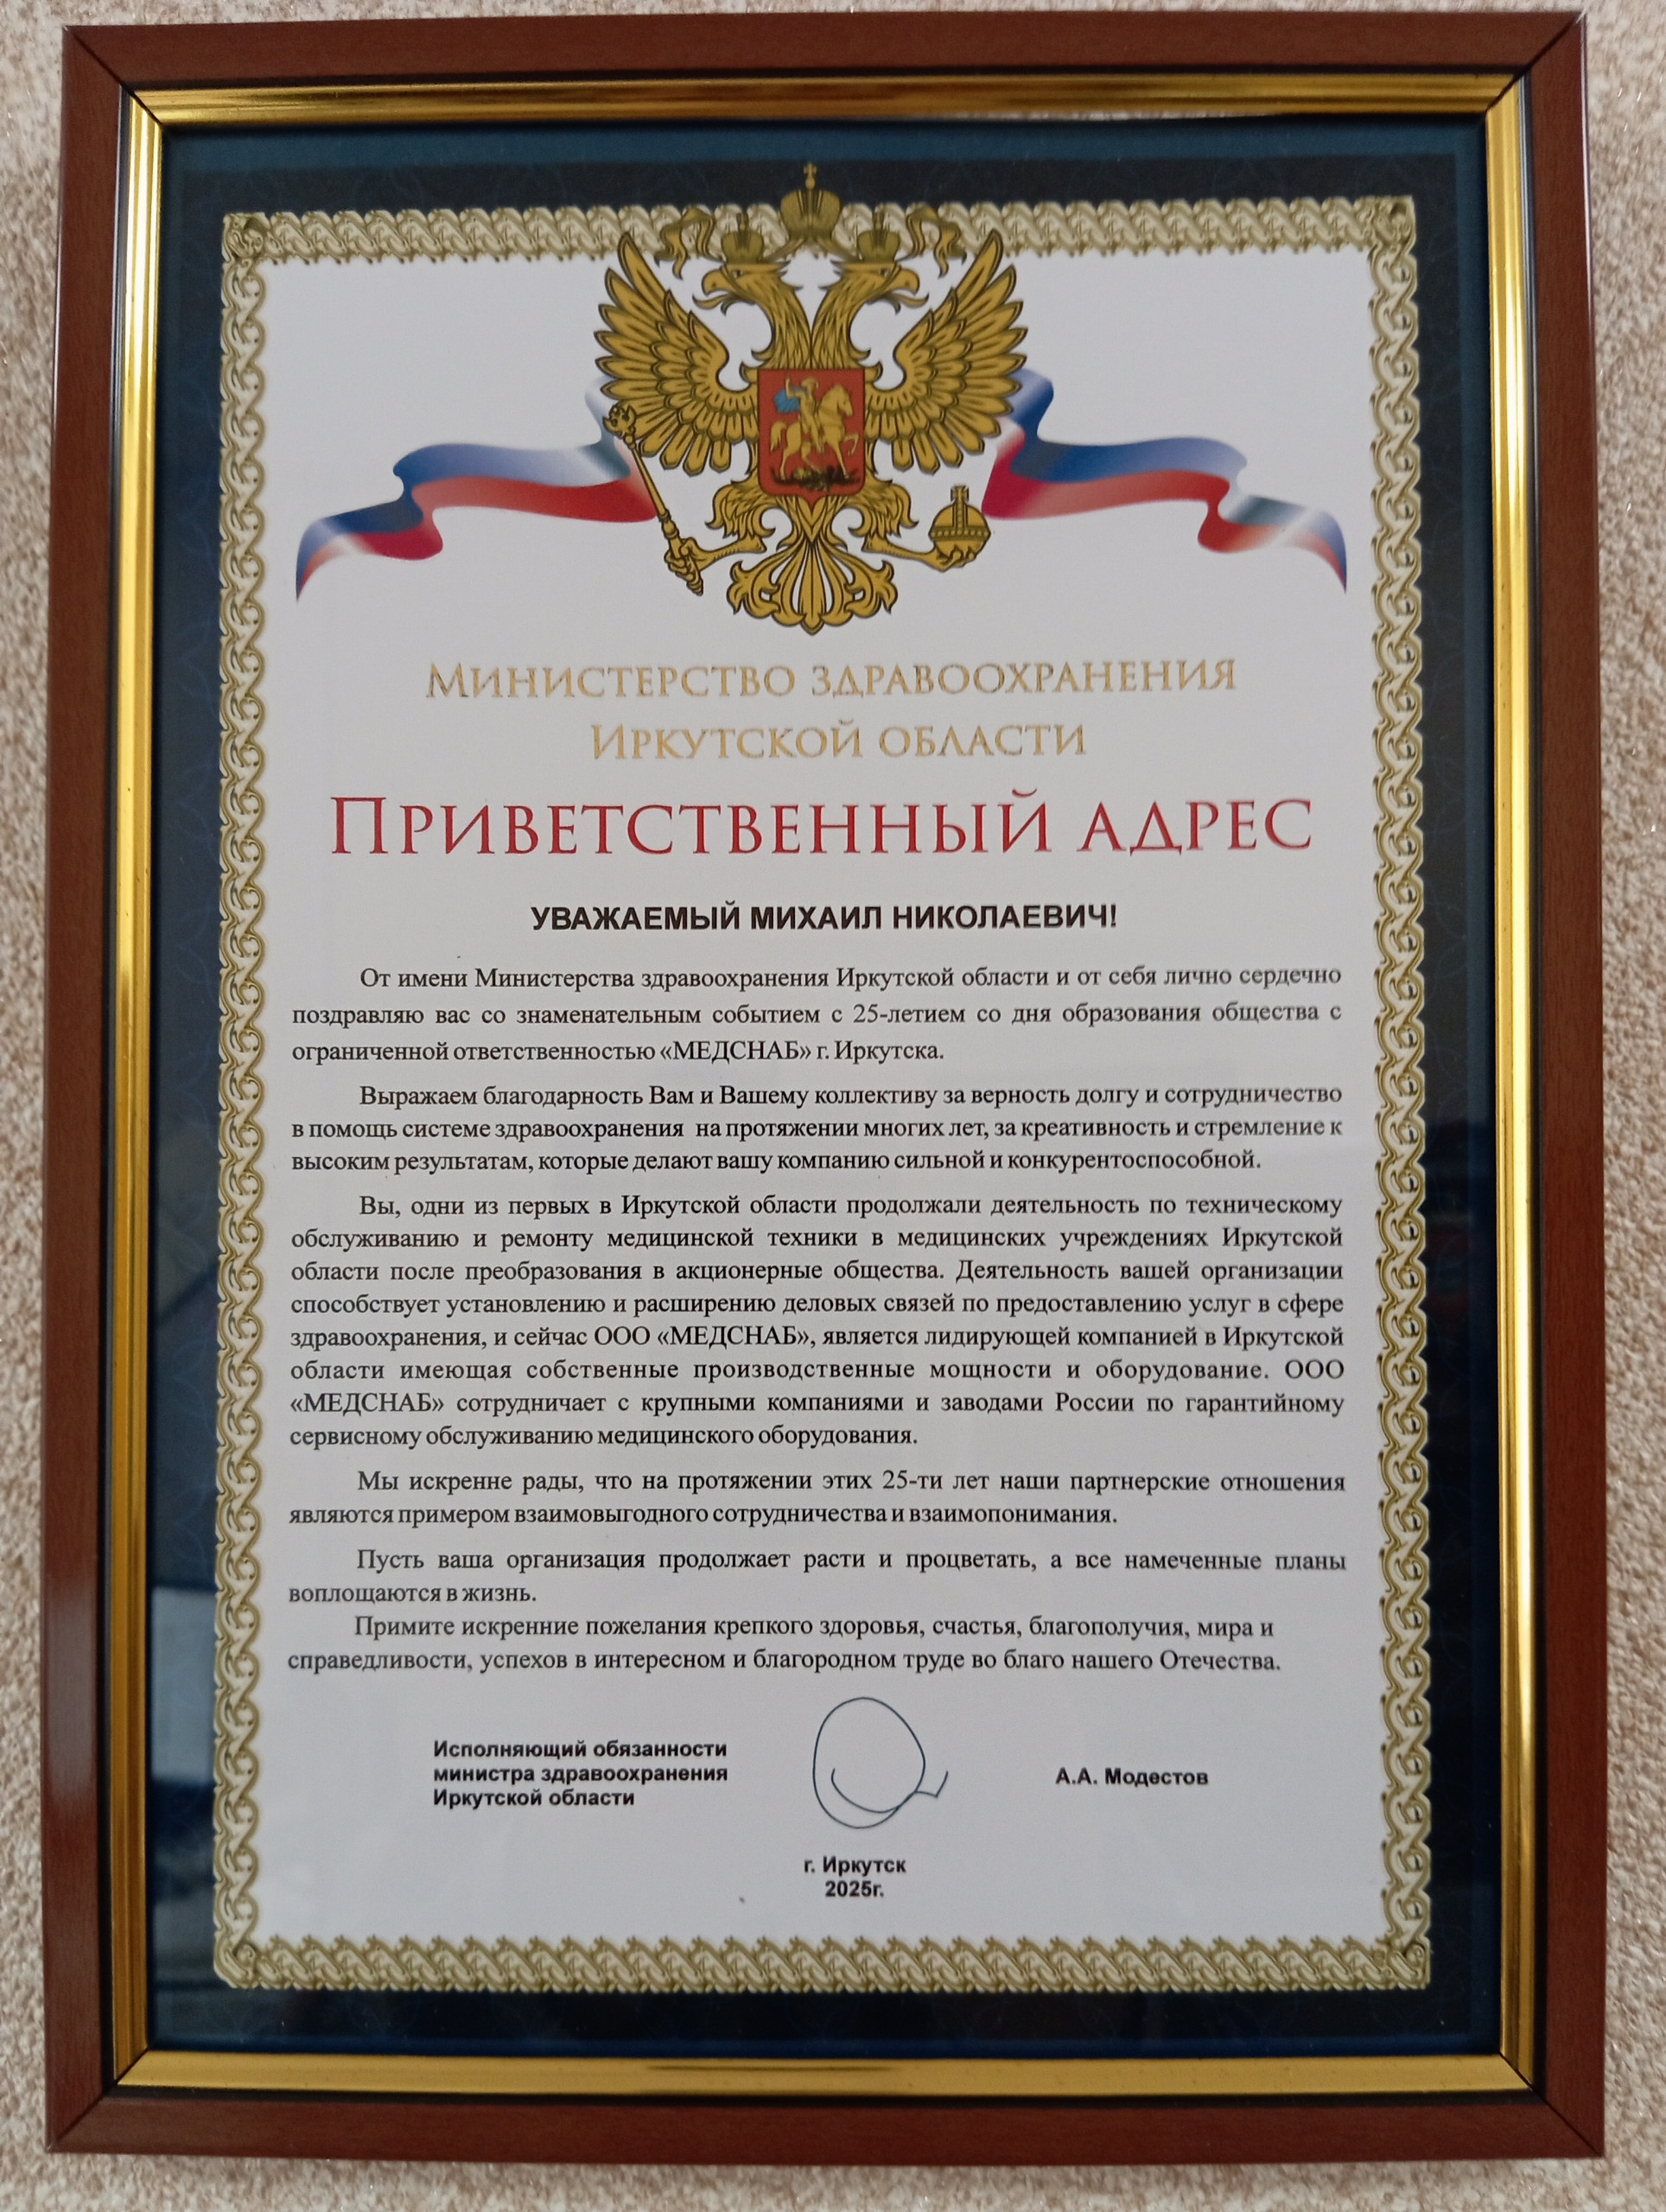 Министерство здравоохранения
Иркутской области
Приветственный адрес
УВАЖАЕМЫЙ МИХАИЛ НИКОЛАЕВИЧ!
От имени Министерства здравоохранения Иркутской области и от себя лично сердечно
поздравляю вас со знаменательным событием с 25-летием со дня образования общества с
ограниченной ответственностью «МЕДСНАБ» г. Иркутска.
Выражаем благодарность Вам и Вашему коллективу за верность долгу и сотрудничество
в помощь системе здравоохранения на протяжении многих лет, за креативность и стремление к
высоким результатам, которые делают вашу компанию сильной и конкурентоспособной.
Вы, одни из первых в Иркутской области продолжали деятельность по техническому
обслуживанию и ремонту медицинской техники в медицинских учреждениях Иркутской
области после преобразования в акционерные общества. Деятельность вашей организации
способствует установлению и расширению деловых связей по предоставлению услуг в сфере
здравоохранения, и сейчас ООО «МЕДСНАБ», является лидирующей компанией в Иркутской
области имеющая собственные производственные мощности и оборудование. ООО
«МЕДСНАБ» сотрудничает с крупными компаниями и заводами России по гарантийному
сервисному обслуживанию медицинского оборудования.
Мы искренне рады, что на протяжении этих 25-ти лет наши партнерские отношения
являются примером взаимовыгодного сотрудничества и взаимопонимания.
Пусть ваша организация продолжает расти и процветать, а все намеченные планы
воплощаются в жизнь.
Примите искренние пожелания крепкого здоровья, счастья, благополучия, мира и
справедливости, успехов в интересном и благородном труде во благо нашего Отечества.
Исполняющий обязанности
министра здравоохранения
Иркутской области
А.А. Модестов
г. Иркутск
2025г.